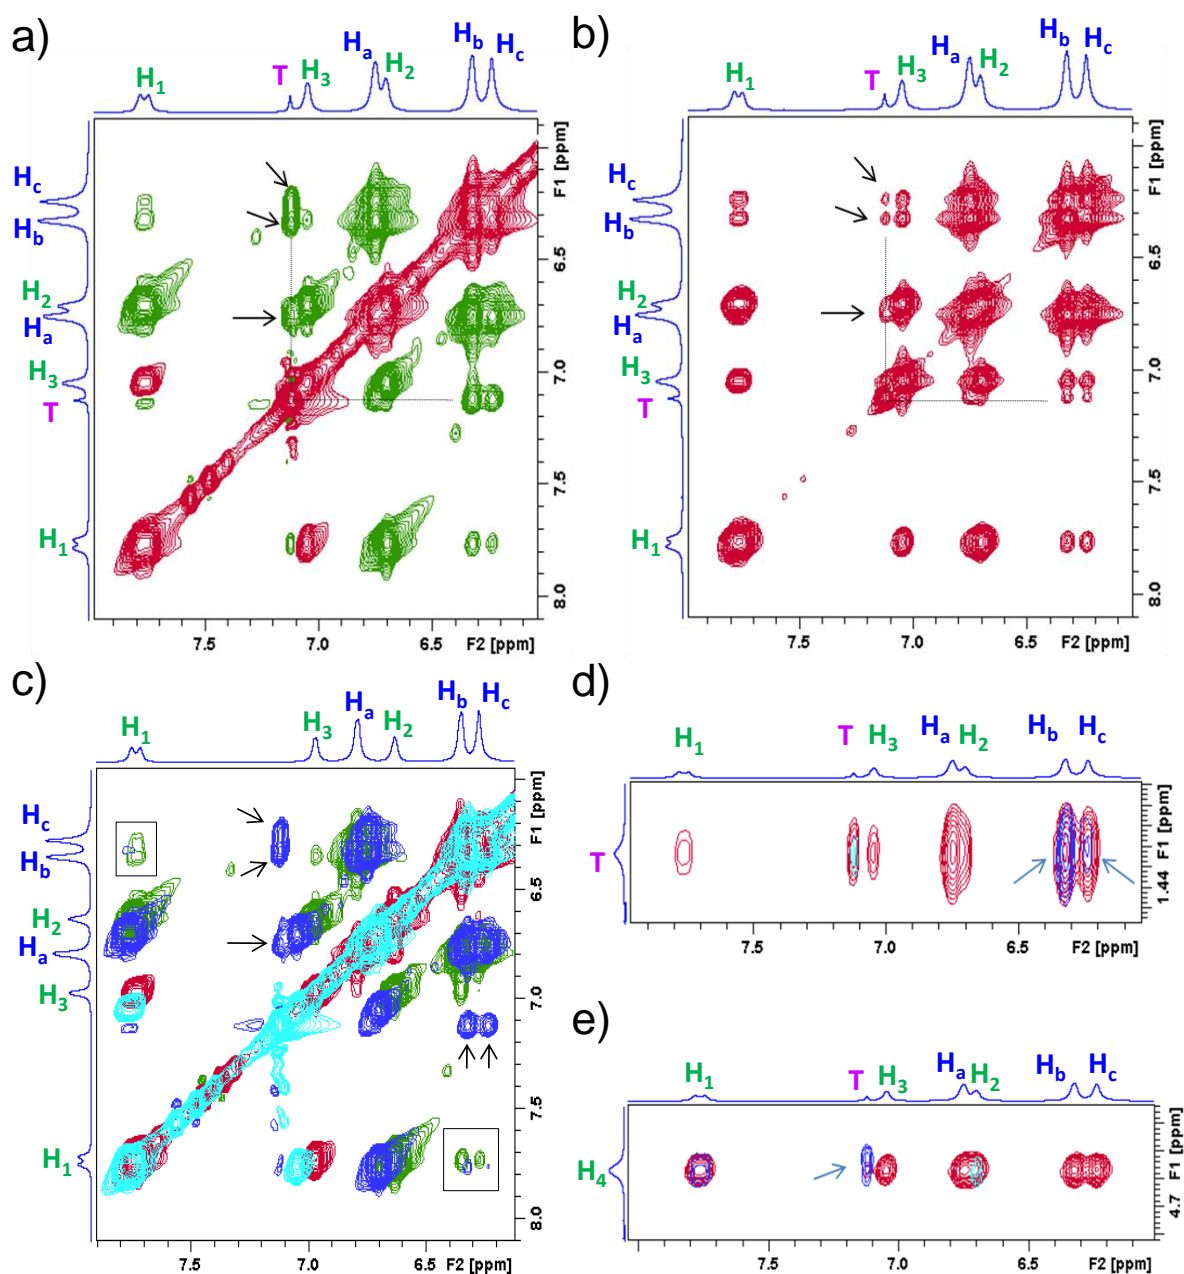 a)
H1 T H3 Ha H2 Hb Hc
Hc
Hb
H2
Ha
H3
T
H1
6.5
7.0
7.5
8.0
F1 [ppm]
7.5 7.0 6.5 F2 [ppm]
b)
H1 T H3 Ha H2 Hb Hc
Hc
Hb
H2
Ha
H3
T
H1
6.5
7.0
7.5
8.0
F1 [ppm]
7.5 7.0 6.5 F2 [ppm]
c)
H1 H3 Ha H2 Hb Hc
Hc
Hb
H2
Ha
H3
H1
6.5
7.0
7.5
8.0
F1 [ppm]
7.5 7.0 6.5 F2 [ppm]
d)
H1 T H3 Ha H2 Hb Hc
T
1.44 F1 [ppm]
7.5 7.0 6.5 F2 [ppm]
e)
H1 T H3 Ha H2 Hb Hc
H4
4.7 F1 [ppm]
7.5 7.0 6.5 F2 [ppm]